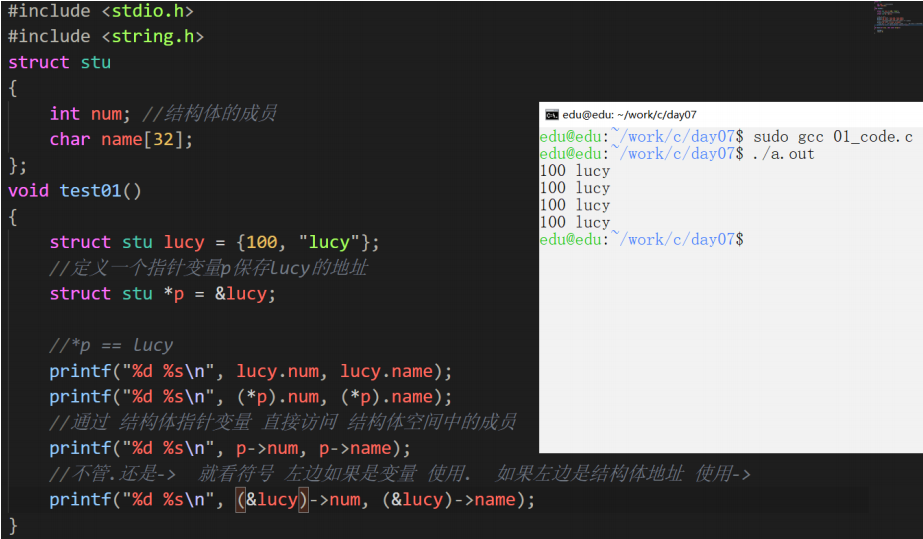 #include <stdio.h>
#include <string.h>
struct stu
{
    int num; //结构体的成员
    char name[32];
};
void test01()
{
    struct stu lucy = {100, "lucy"};
    //定义一个指针变量p保存lucy的地址
    struct stu *p = &lucy;
    //*p == lucy
    printf("%d %s\n", lucy.num, lucy.name);
    printf("%d %s\n", (*p).num, (*p).name);
    //通过 结构体指针变量 直接访问 结构体空间中的成员
    printf("%d %s\n", p->num, p->name);
    //不管.还是->  就看符号 左边如果是变量 使用.  如果左边是结构体地址 使用->
    printf("%d %s\n", (&lucy)->num, (&lucy)->name);
}
edu@edu: ~/work/c/day07
edu@edu:~/work/c/day07$ sudo gcc 01_code.c
edu@edu:~/work/c/day07$ ./a.out
100 lucy
100 lucy
100 lucy
100 lucy
edu@edu:~/work/c/day07$